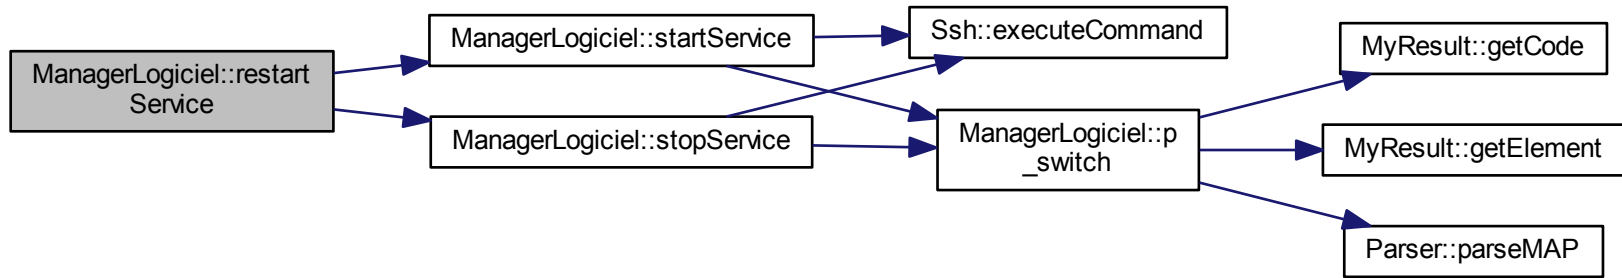 ManagerLogiciel::restart
Service
ManagerLogiciel::startService
ManagerLogiciel::stopService
Ssh::executeCommand
ManagerLogiciel::p
_switch
MyResult::getCode
MyResult::getElement
Parser::parseMAP